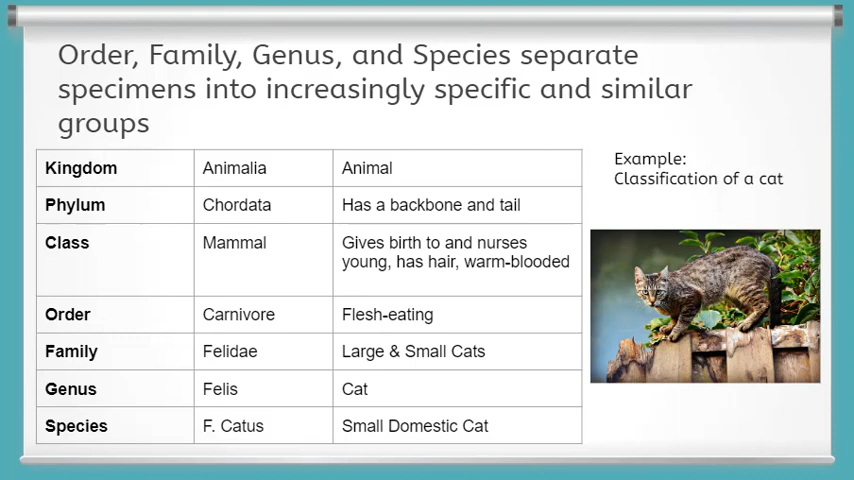 Order, Family, Genus, and Species separate
specimens into increasingly specific and similar
groups
Kingdom Animalia Animal
Phylum Chordata Has a backbone and tail
Class Mammal Gives birth to and nurses
young, has hair, warm-blooded
Order Carnivore Flesh-eating
Family Felidae Large & Small Cats
Genus Felis Cat
Species F. Catus Small Domestic Cat
Example:
Classification of a cat